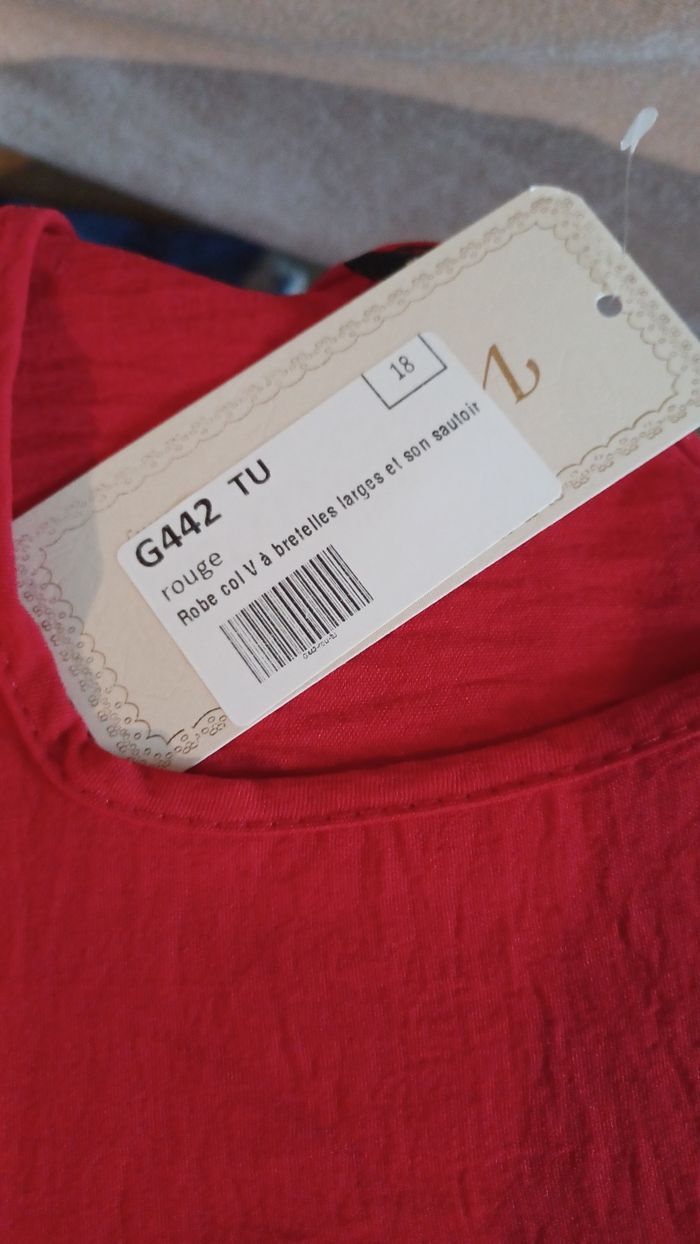 18
G442 TU
rouge
Robe col V à bretelles larges et son sautoir